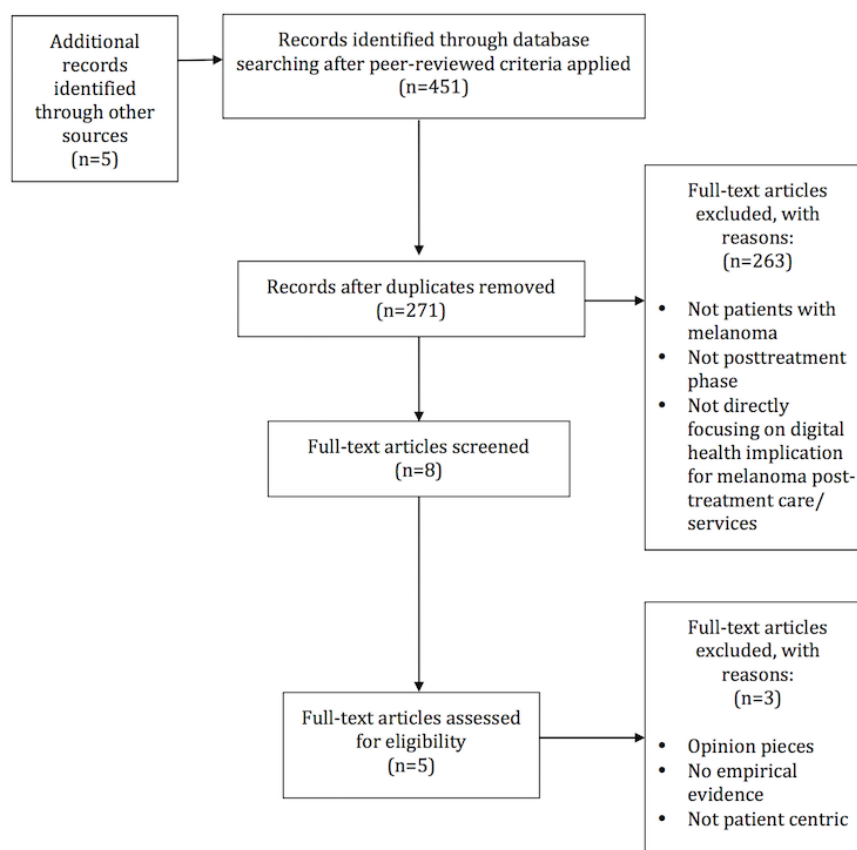 Additional
records
identified
through other
sources
(n=5)
Records identified through database
searching after peer-reviewed criteria applied
(n=451)
Records after duplicates removed
(n=271)
Full-text articles
excluded, with
reasons:
(n=263)
• Not patients with
melanoma
• Not posttreatment
phase
• Not directly
focusing on digital
health implication
for melanoma post-
treatment care/
services
Full-text articles screened
(n=8)
Full-text articles assessed
for eligibility
(n=5)
Full-text articles
excluded, with
reasons:
(n=3)
• Opinion pieces
• No empirical
evidence
• Not patient centric